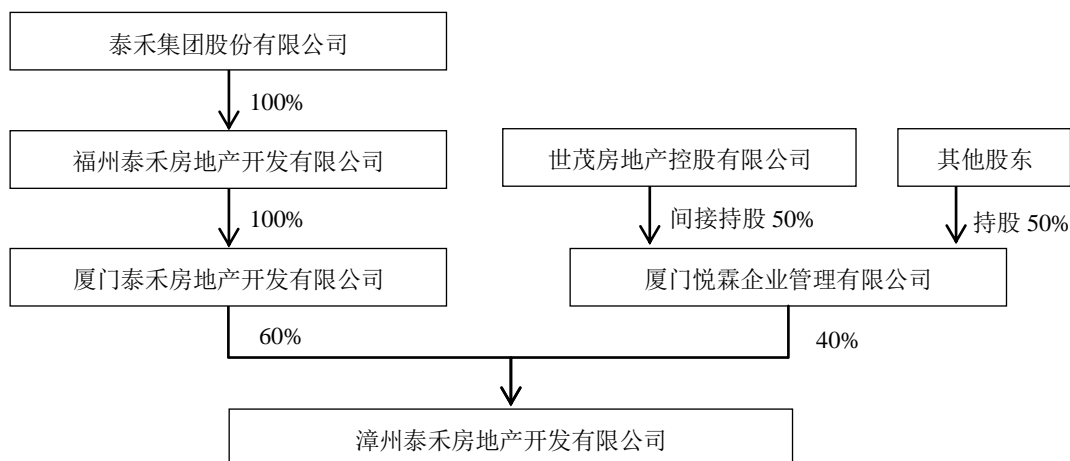 泰禾集团股份有限公司
100%
福州泰禾房地产开发有限公司
世茂房地产控股有限公司
其他股东
100%
间接持股 50%
持股 50%
厦门泰禾房地产开发有限公司
厦门悦霖企业管理有限公司
60%
40%
漳州泰禾房地产开发有限公司